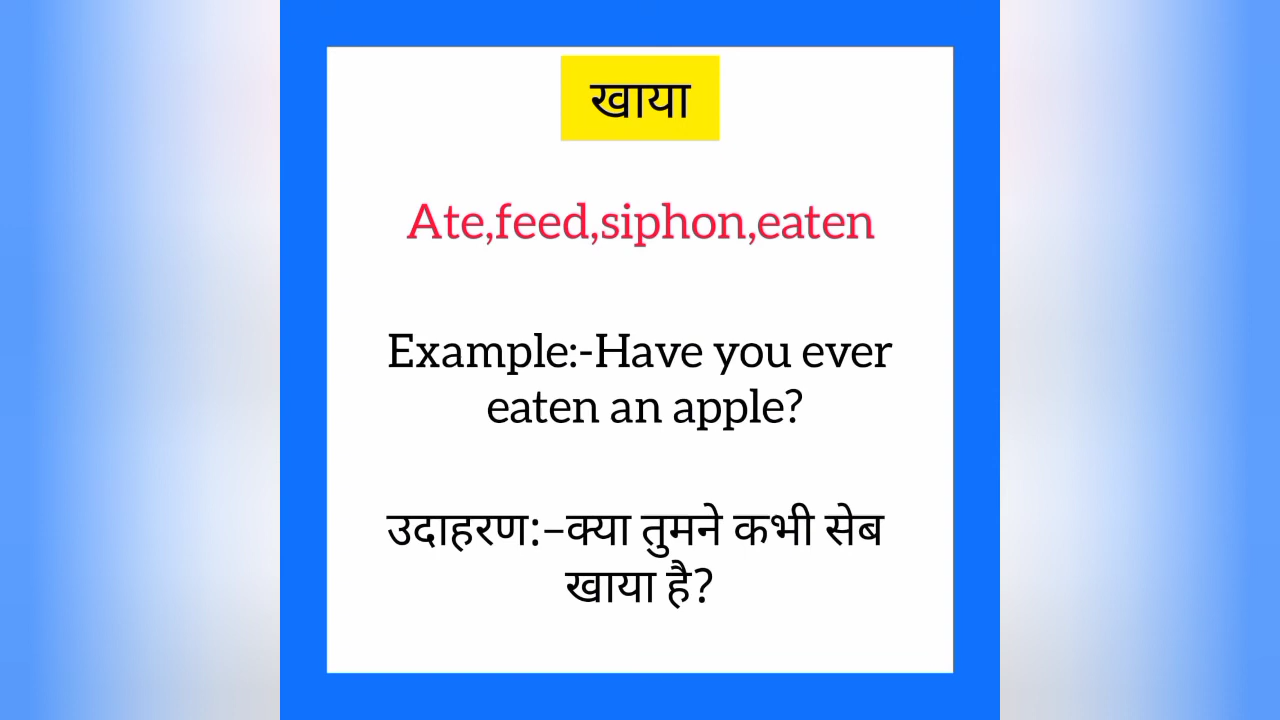 खाया
Ate,feed,siphon,eaten
Example:-Have you ever
eaten an apple?
उदाहरण:–क्या तुमने कभी सेब
खाया है?